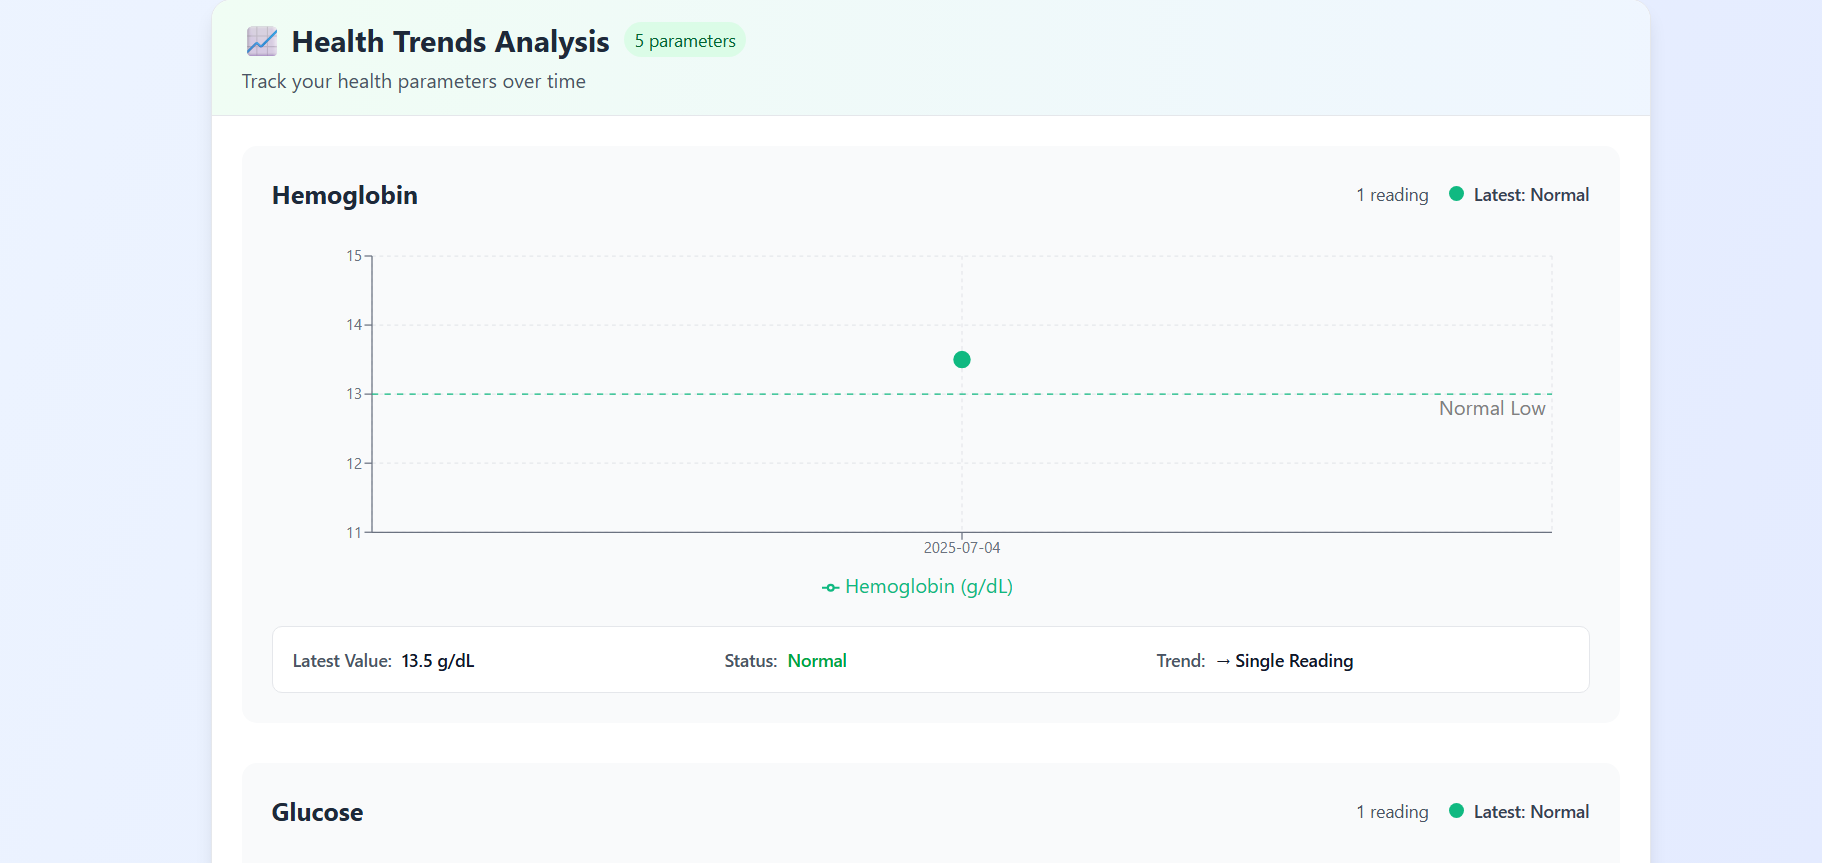 Health Trends Analysis
5 parameters
Track your health parameters over time
Hemoglobin
1 reading
Latest: Normal
15
14
13
12
11
Normal Low
2025-07-04
Hemoglobin (g/dL)
Latest Value: 13.5 g/dL
Status: Normal
Trend: → Single Reading
Glucose
1 reading
Latest: Normal